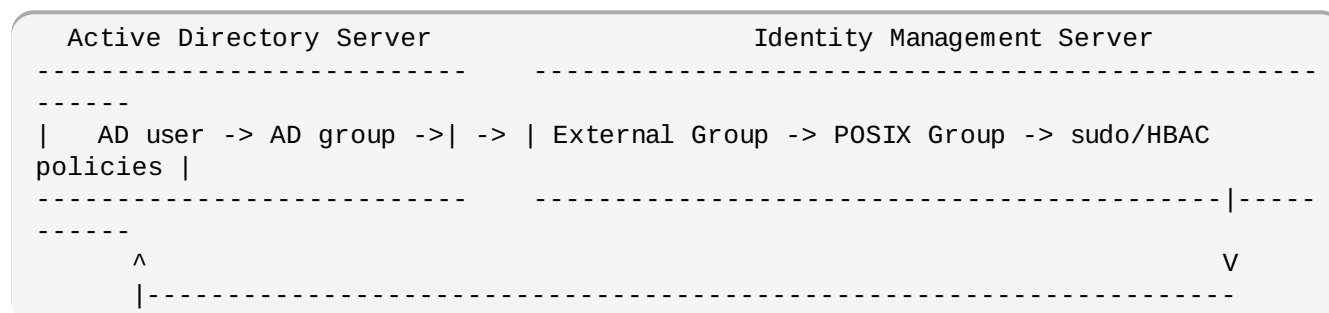 Active Directory Server                    Identity Management Server
---------------------------    -------------------------------------------------
------
|   AD user -> AD group ->| -> | External Group -> POSIX Group -> sudo/HBAC
policies |
---------------------------    -------------------------------------------|-----
------
      ^                                                                    V
      |--------------------------------------------------------------------